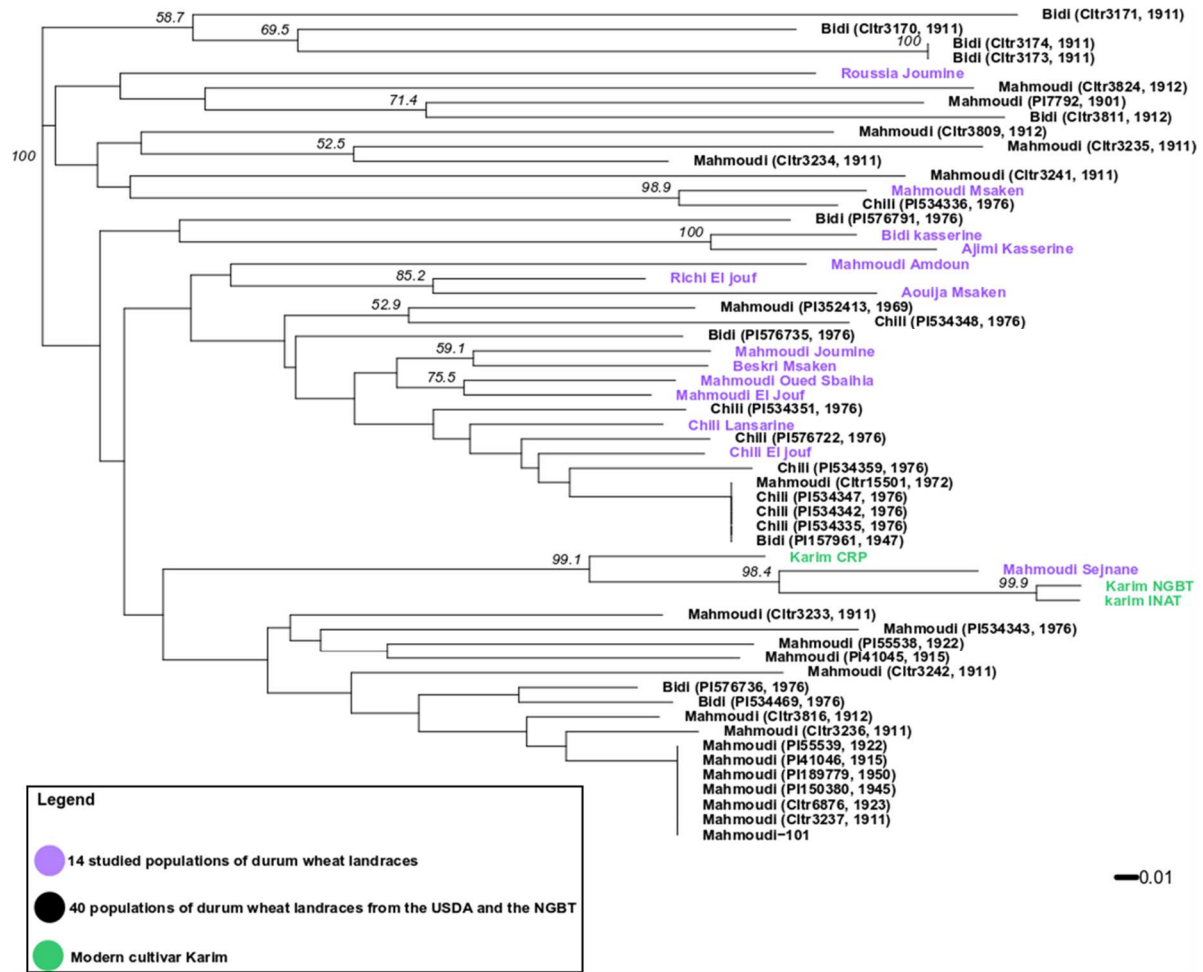 58.7
Bidi (Cltr3171, 1911)
69.5
Bidi (Cltr3170, 1911)
100
Bidi (Cltr3174, 1911)
Bidi (Cltr3173, 1911)
Roussia Joumine
Mahmoudi (Cltr3824, 1912)
71.4
Mahmoudi (PI7792, 1901)
Bidi (Cltr3811, 1912)
Mahmoudi (Cltr3809, 1912)
100
52.5
Mahmoudi (Cltr3235, 1911)
Mahmoudi (Cltr3234, 1911)
Mahmoudi (Cltr3241, 1911)
98.9
Mahmoudi Msaken
Chili (PI534336, 1976)
Bidi (PI576791, 1976)
100
Bidi kasserine
Ajimi Kasserine
Mahmoudi Amdoun
85.2
Richi El jouf
Aouija Msaken
52.9
Mahmoudi (PI352413, 1969)
Chili (PI534348, 1976)
Bidi (PI576735, 1976)
59.1
Mahmoudi Joumine
Beskri Msaken
75.5
Mahmoudi Oued Sbaihia
Mahmoudi El Jouf
Chili (PI534351, 1976)
Chili Lansarine
Chili (PI576722, 1976)
Chili El jouf
Chili (PI534359, 1976)
Mahmoudi (Cltr15501, 1972)
Chili (PI534347, 1976)
Chili (PI534342, 1976)
Chili (PI534335, 1976)
Bidi (PI157961, 1947)
99.1
Karim CRP
98.4
Mahmoudi Sejnane
99.9
Karim NGBT
karim INAT
Mahmoudi (Cltr3233, 1911)
Mahmoudi (PI534343, 1976)
Mahmoudi (PI55538, 1922)
Mahmoudi (PI41045, 1915)
Mahmoudi (Cltr3242, 1911)
Bidi (PI576736, 1976)
Bidi (PI534469, 1976)
Mahmoudi (Cltr3816, 1912)
Mahmoudi (Cltr3236, 1911)
Mahmoudi (PI55539, 1922)
Mahmoudi (PI41046, 1915)
Mahmoudi (PI189779, 1950)
Mahmoudi (PI150380, 1945)
Mahmoudi (Cltr6876, 1923)
Mahmoudi (Cltr3237, 1911)
Mahmoudi−101
Legend
14 studied populations of durum wheat landraces
40 populations of durum wheat landraces from the USDA and the NGBT
Modern cultivar Karim
0.01